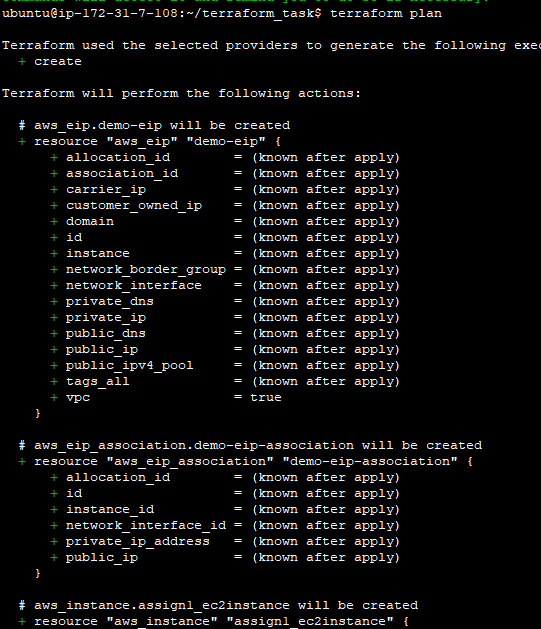 ubuntu@ip-172-31-7-108:~/terraform_task$ terraform plan
Terraform used the selected providers to generate the following
+ create
Terraform will perform the following actions:
# aws_eip.demo-eip will be created
+ resource "aws_eip" "demo-eip" {
+ allocation_id = (known after apply)
+ association_id = (known after apply)
+ carrier_ip = (known after apply)
+ customer_owned_ip = (known after apply)
+ domain = (known after apply)
+ id = (known after apply)
+ instance = (known after apply)
+ network_border_group = (known after apply)
+ network_interface = (known after apply)
+ private_dns = (known after apply)
+ private_ip = (known after apply)
+ public_dns = (known after apply)
+ public_ip = (known after apply)
+ public_ipv4_pool = (known after apply)
+ tags_all = (known after apply)
+ vpc = true
}
# aws_eip_association.demo-eip-association will be created
+ resource "aws_eip_association" "demo-eip-association" {
+ allocation_id = (known after apply)
+ id = (known after apply)
+ instance_id = (known after apply)
+ network_interface_id = (known after apply)
+ private_ip_address = (known after apply)
+ public_ip = (known after apply)
}
# aws_instance.assign1_ec2instance will be created
+ resource "aws_instance" "assign1_ec2instance" {